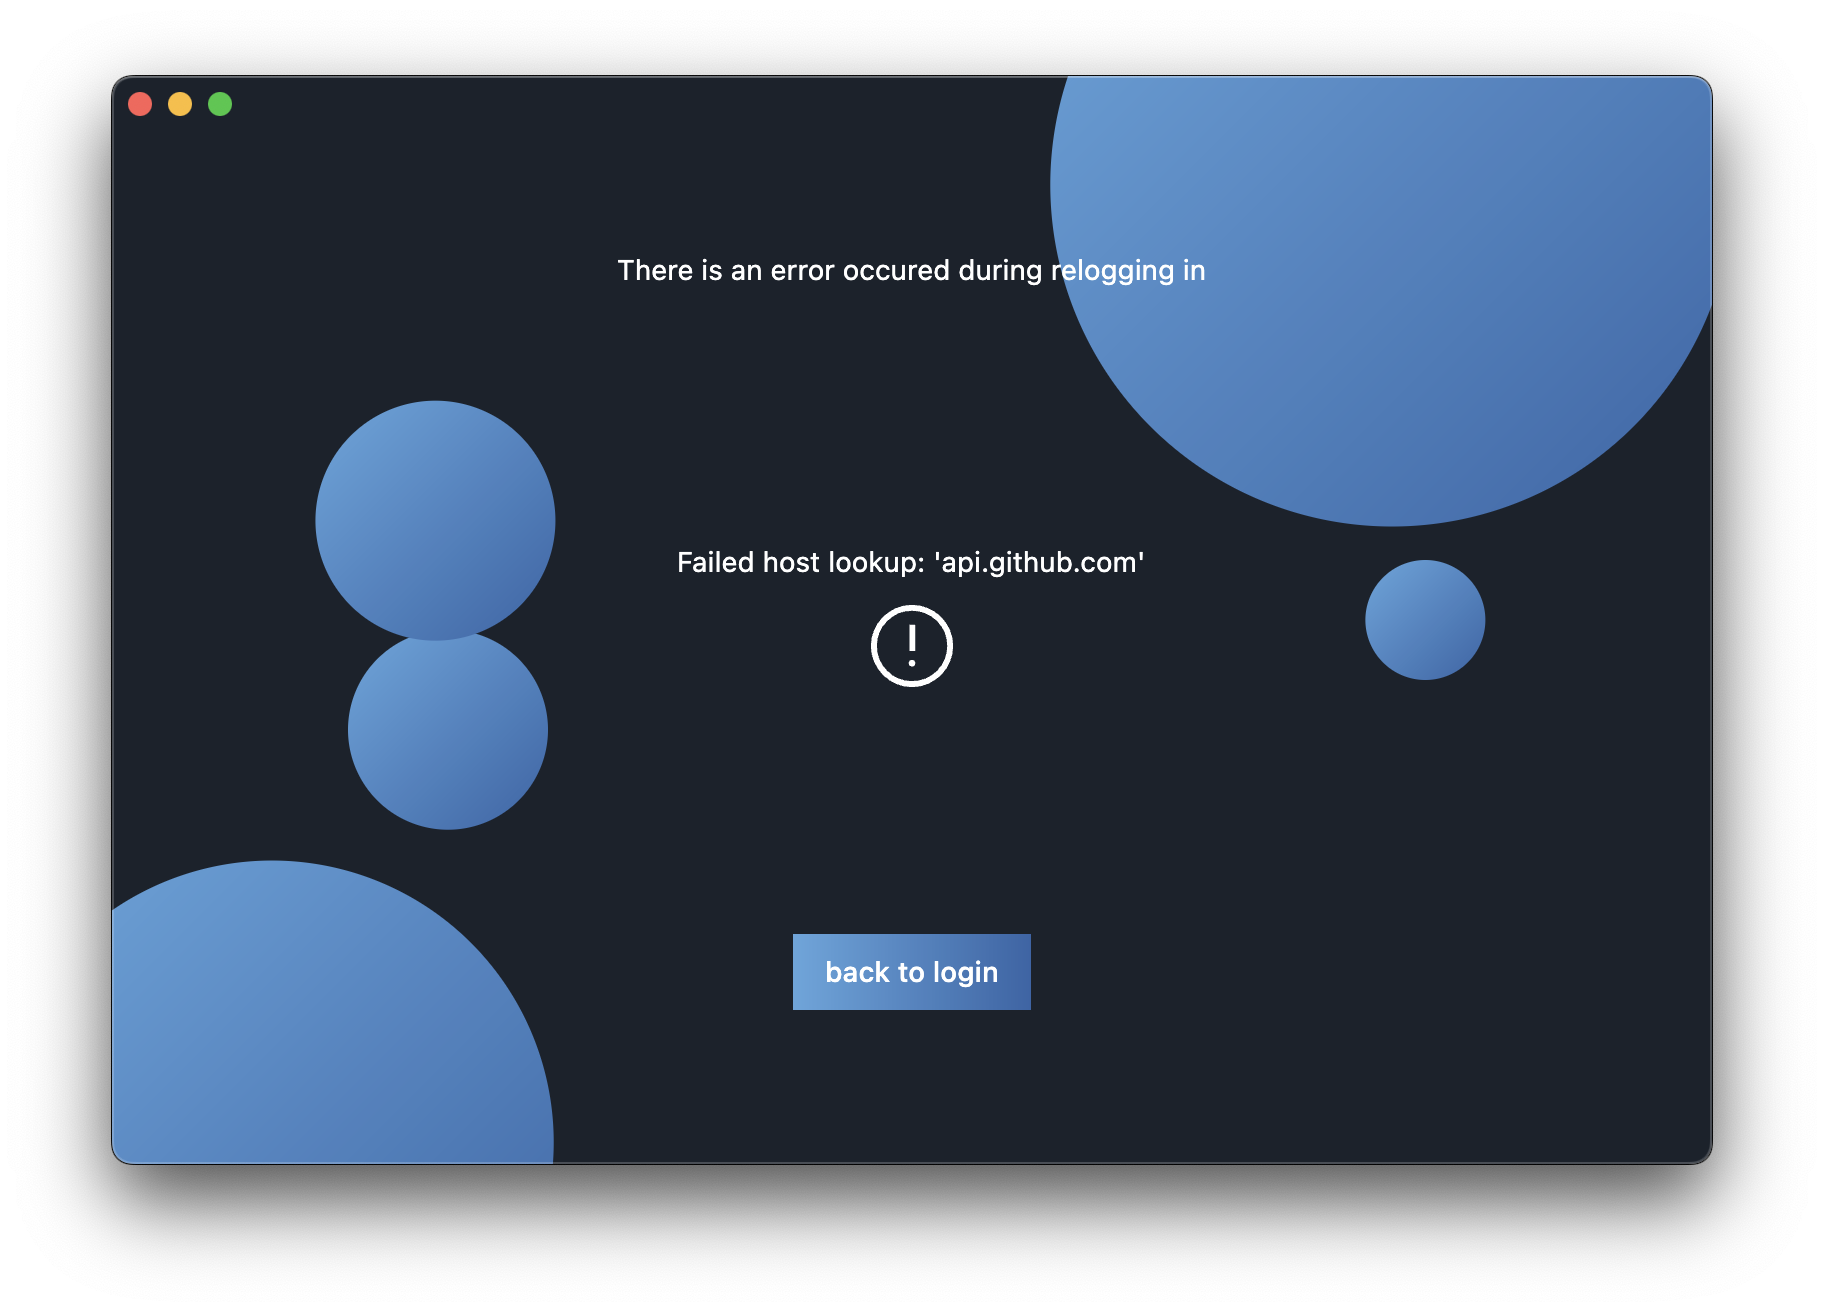 There is an error occured during relogging in
Failed host lookup: 'api.github.com'
back to login